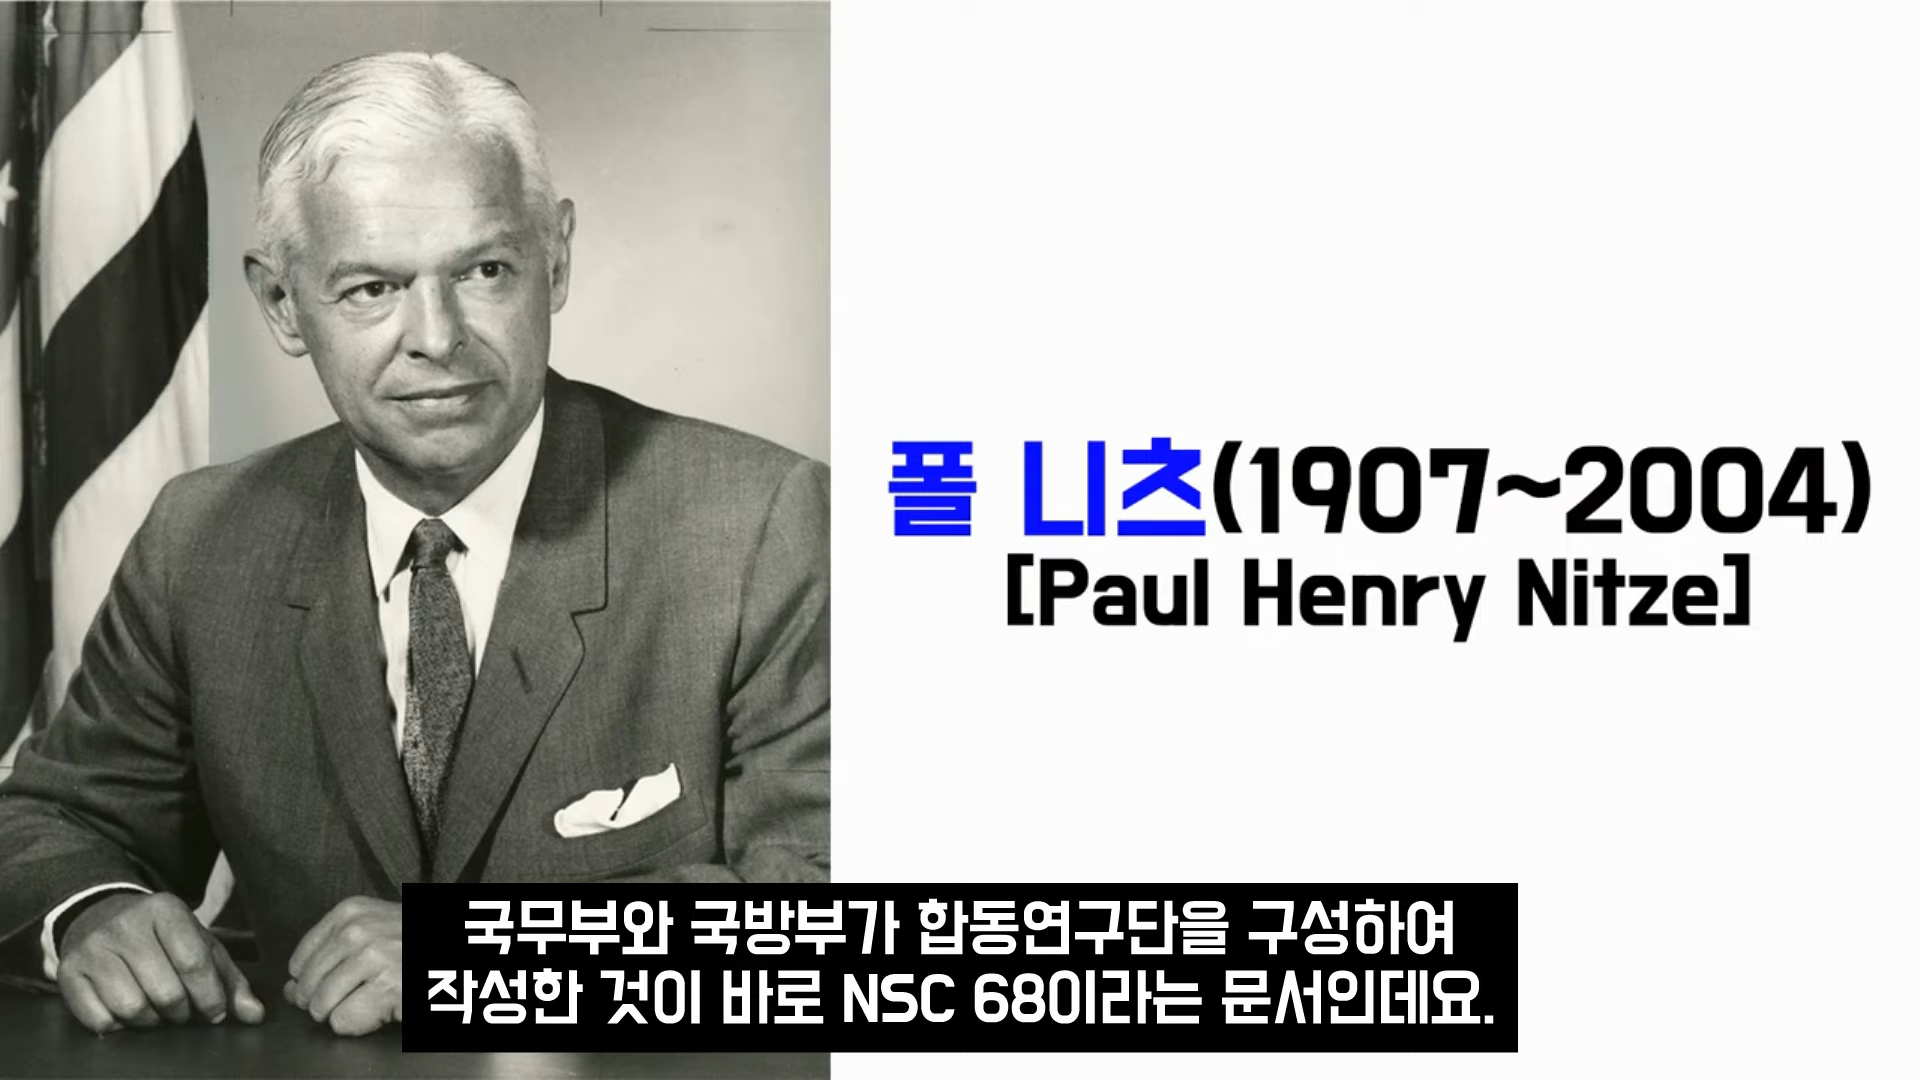 폴 니츠(1907~2004)
[Paul Henry Nitze]
국무부와 국방부가 합동연구단을 구성하여
작성한 것이 바로 NSC 68이라는 문서인데요.